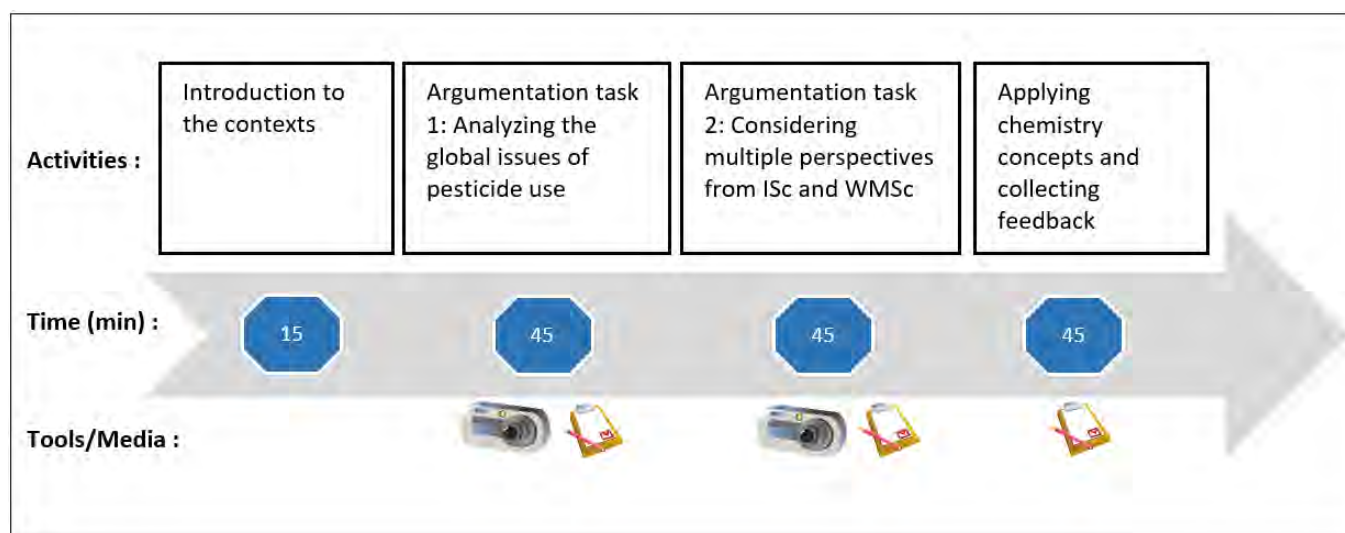 Activities :
Introduction to
the contexts
Argumentation task
1: Analyzing the
global issues of
pesticide use
Argumentation task
2: Considering
multiple perspectives
from ISc and WMSc
Applying
chemistry
concepts and
collecting
feedback
Time (min) :
15
45
45
45
Tools/Media :